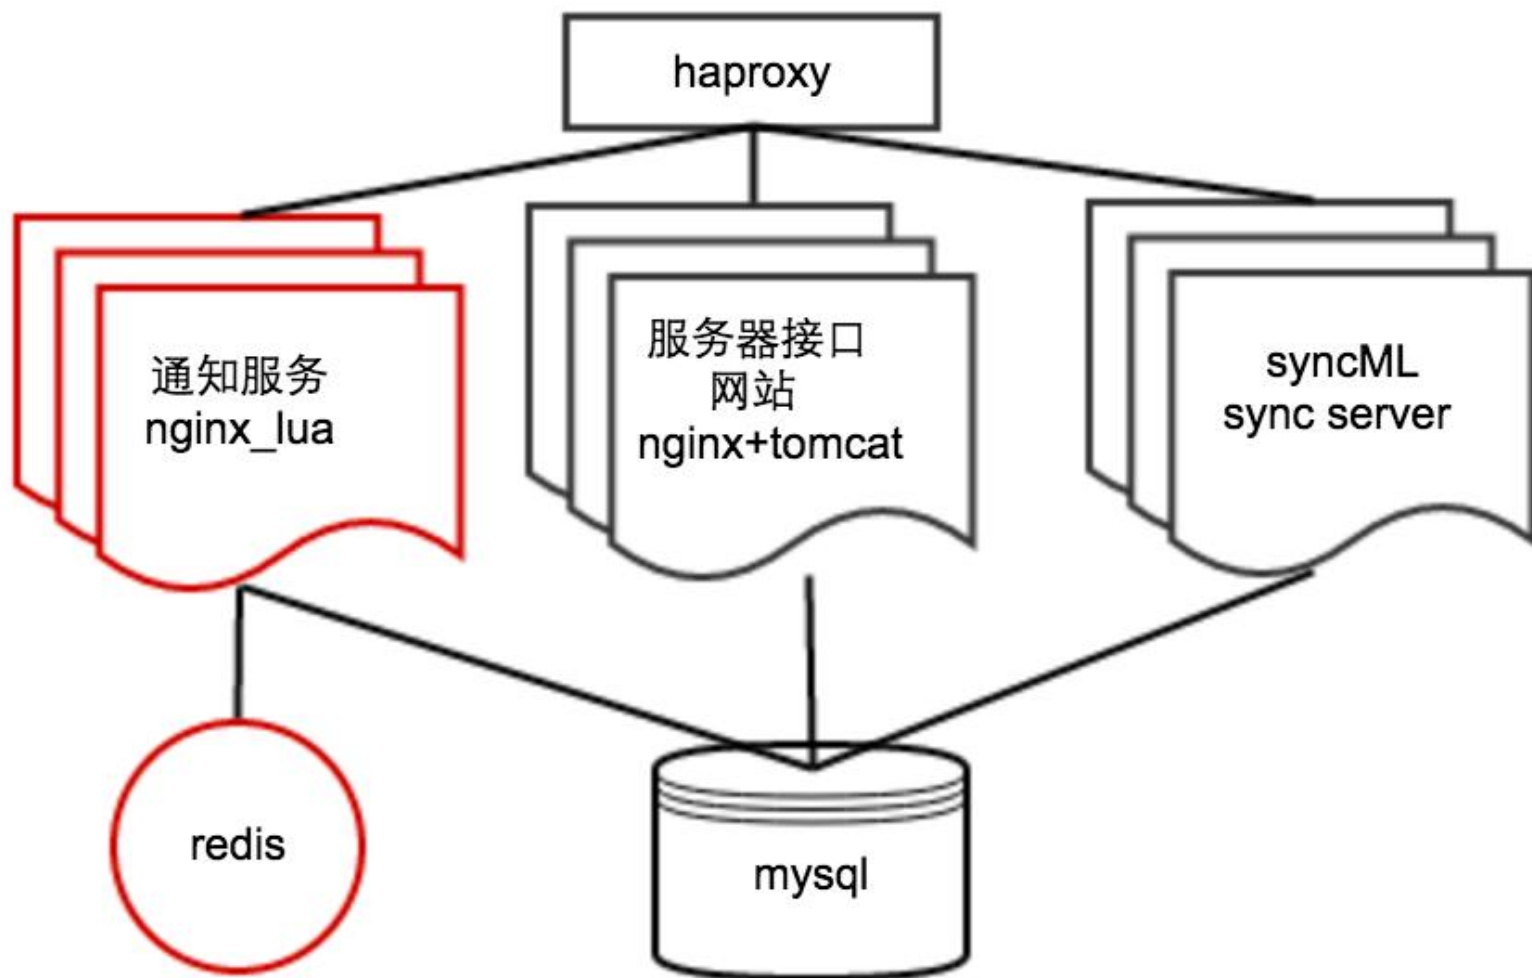 haproxy
通知服务
nginx_lua
服务器接口
网站
nginx+tomcat
syncML
sync server
redis
mysql